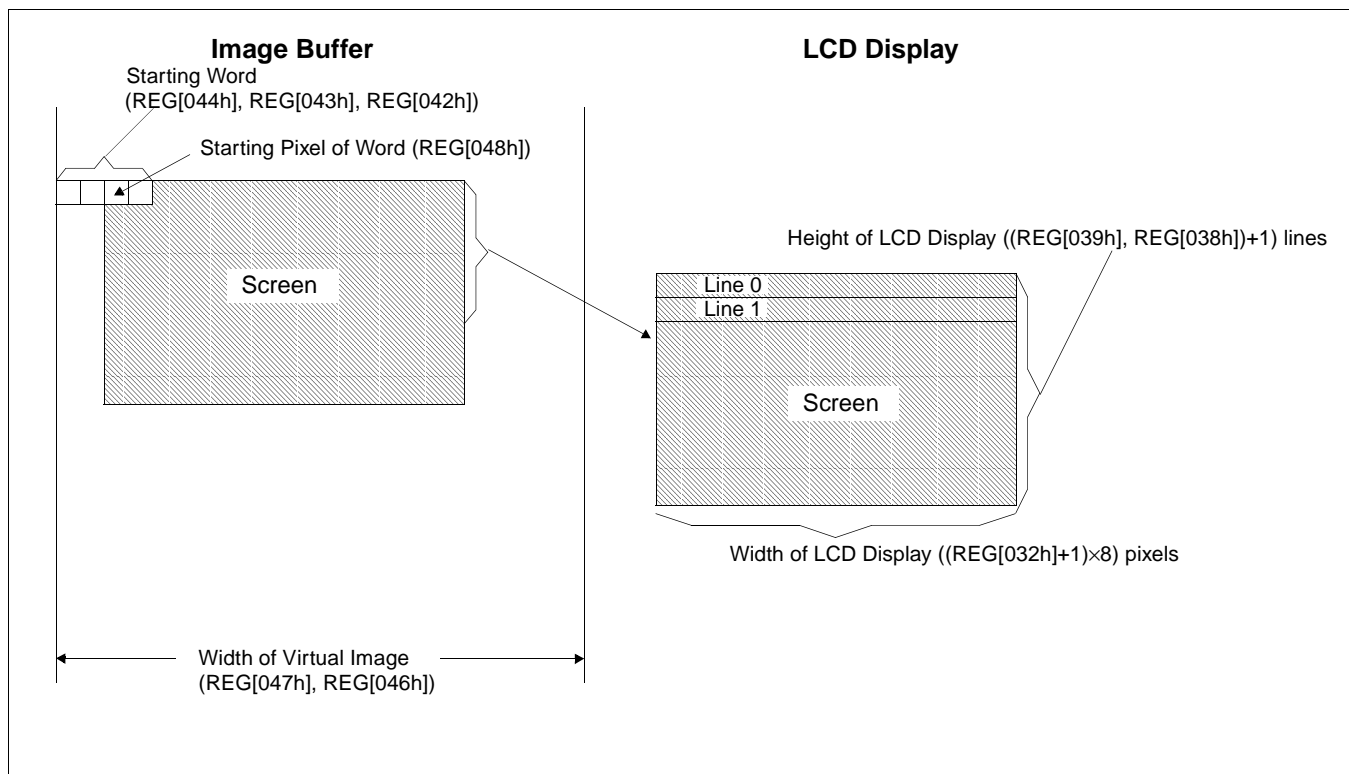 Image Buffer
LCD Display
Starting Word
(REG[044h], REG[043h], REG[042h])
Starting Pixel of Word (REG[048h])
Screen
Height of LCD Display ((REG[039h], REG[038h])+1) lines
Line 0
Line 1
Screen
Width of LCD Display ((REG[032h]+1)×8) pixels
Width of Virtual Image
(REG[047h], REG[046h])